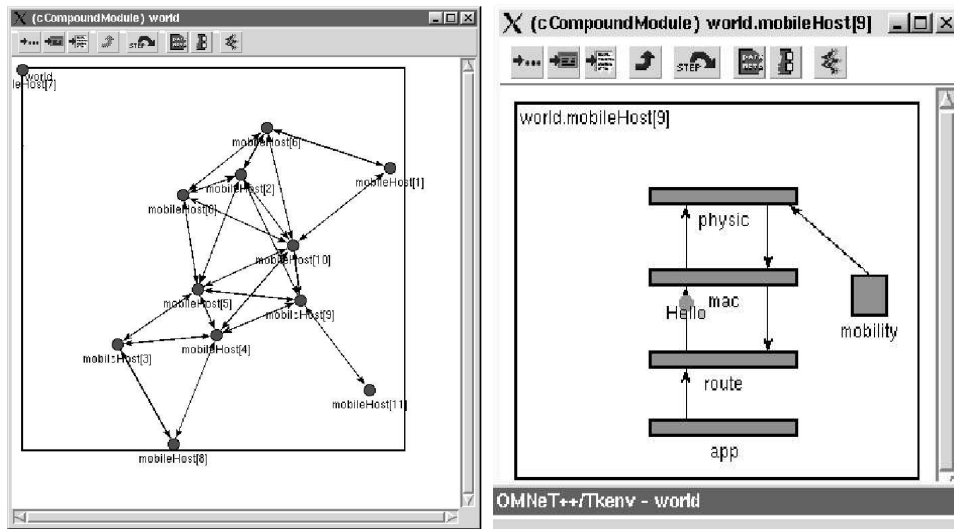 X (cCompoundModule) world
STEP
world
leHost[7]
mobileHost[6]
mobileHost[1]
mobileHost[2]
mobileHost[0]
mobileHost[10]
mobileHost[5]
mobileHost[9]
mobileHost[4]
mobileHost[3]
mobileHost[11]
mobileHost[8]
X (cCompoundModule) world.mobileHost[9]
STEP
world.mobileHost[9]
physic
mac
Hello
mobility
route
app
OMNeT++/Tkenv - world